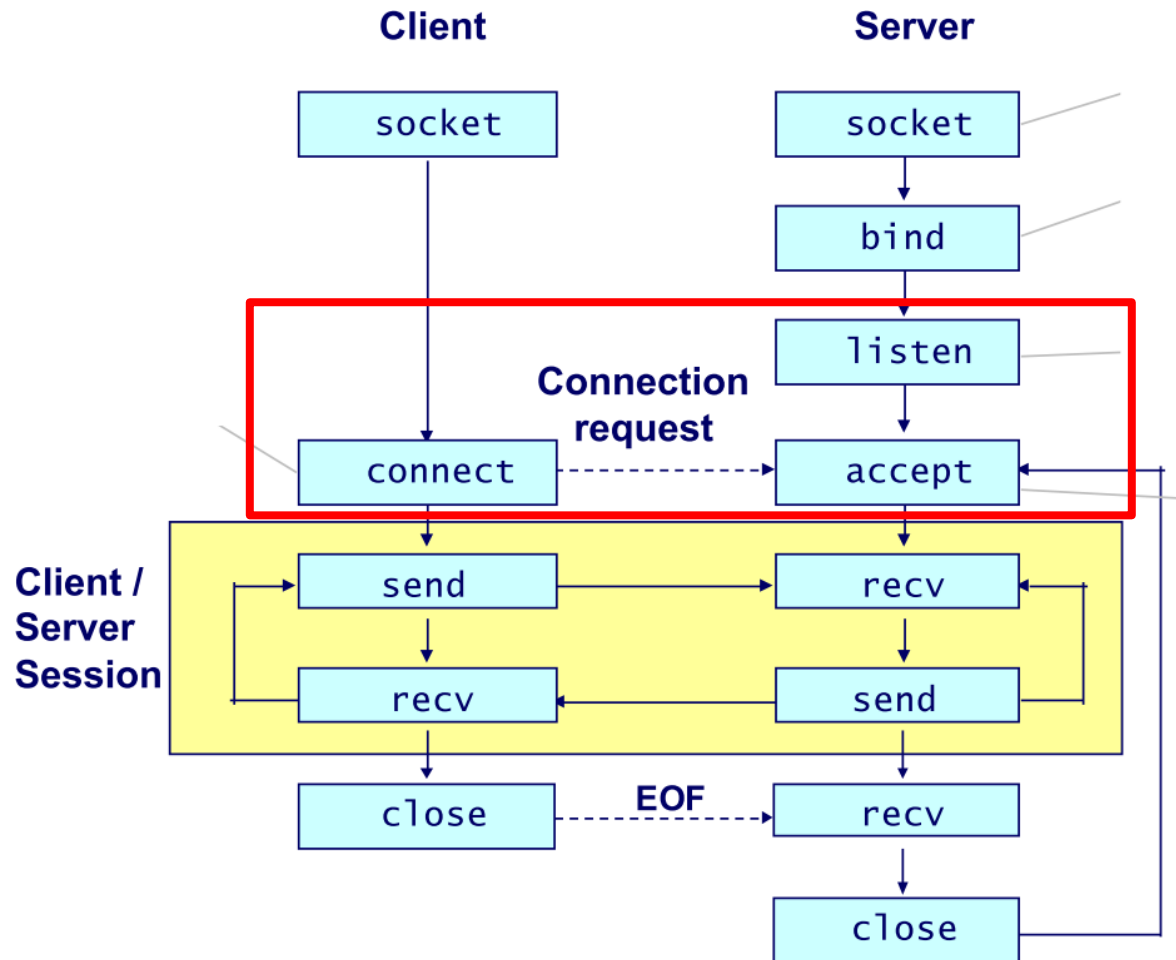 Client
Server
socket
socket
bind
listen
Connection
request
connect
accept
Client /
Server
Session
send
recv
recv
send
close
EOF
recv
close